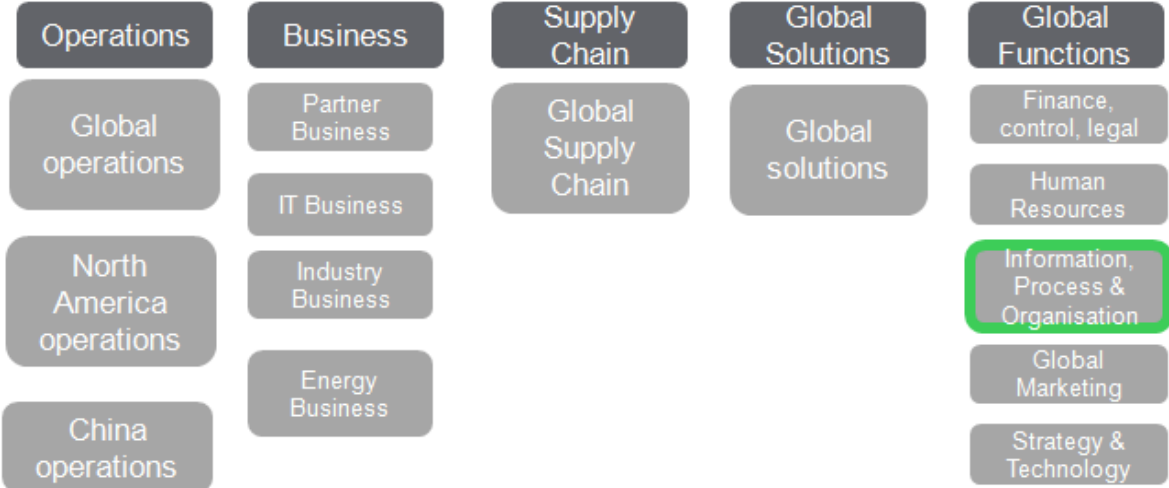 Operations
Business
Supply
Chain
Global
Solutions
Global
Functions
Global
operations
North
America
operations
China
operations
Partner
Business
IT Business
Industry
Business
Energy
Business
Global
Supply
Chain
Global
solutions
Finance,
control, legal
Human
Resources
Information,
Process &
Organisation
Global
Marketing
Strategy &
Technology